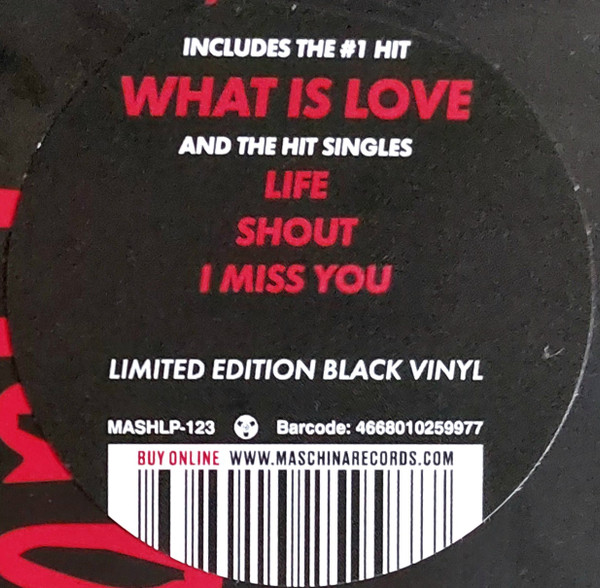 INCLUDES THE #1 HIT
WHAT IS LOVE
AND THE HIT SINGLES
LIFE
SHOUT
I MISS YOU
LIMITED EDITION BLACK VINYL
MASHLP-123 Barcode: 4668010259977
BUY ONLINE WWW.MASCHINARECORDS.COM